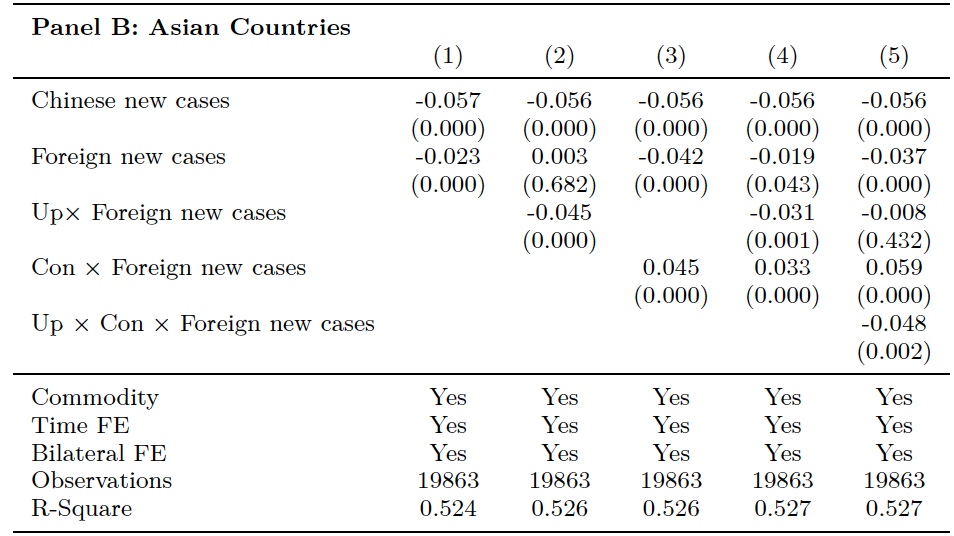 Panel B: Asian Countries
(1) (2) (3) (4) (5)
Chinese new cases -0.057 -0.056 -0.056 -0.056 -0.056
(0.000) (0.000) (0.000) (0.000) (0.000)
Foreign new cases -0.023 0.003 -0.042 -0.019 -0.037
(0.000) (0.682) (0.000) (0.043) (0.000)
Up× Foreign new cases -0.045 -0.031 -0.008
(0.000) (0.001) (0.432)
Con × Foreign new cases 0.045 0.033 0.059
(0.000) (0.000) (0.000)
Up × Con × Foreign new cases -0.048
(0.002)
Commodity Yes Yes Yes Yes Yes
Time FE Yes Yes Yes Yes Yes
Bilateral FE Yes Yes Yes Yes Yes
Observations 19863 19863 19863 19863 19863
R-Square 0.524 0.526 0.526 0.527 0.527